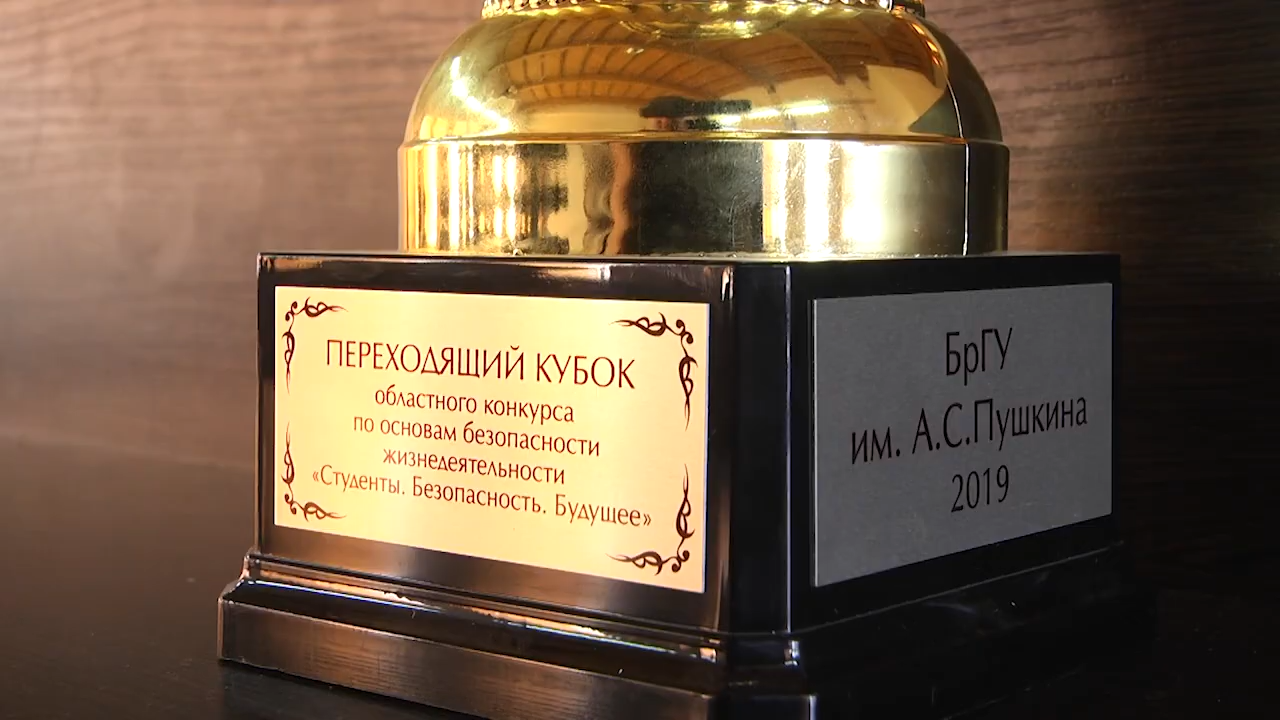 ПЕРЕХОДЯЩИЙ КУБОК
областного конкурса
по основам безопасности
жизнедеятельности
«Студенты. Безопасность. Будущее»
БрГУ
им. А.С.Пушкина
2019